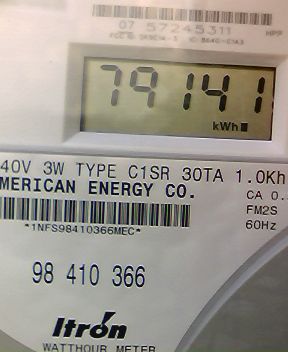 07 57245311
HPP
79141
kWh
40V 3W TYPE C1SR 30TA 1.0Kh
MERICAN ENERGY CO.
CA 0.
FM2S
60Hz
*1NFS98410366MEC*
98 410 366
Itron
WATTHOUR METER